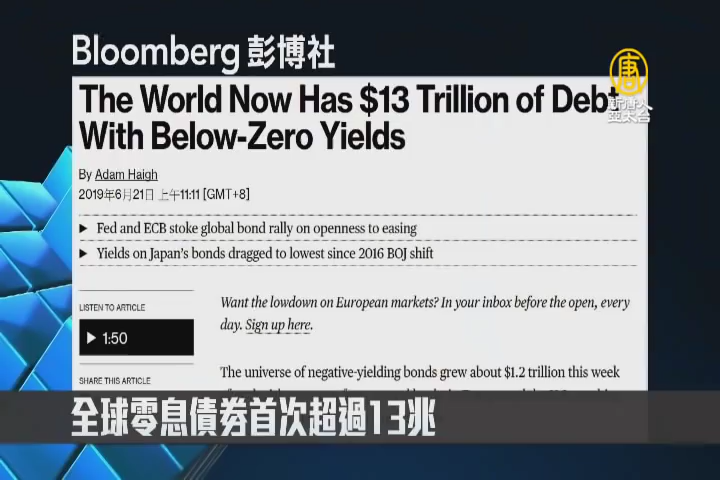 Bloomberg 彭博社
唐
新唐人
亞太台
The World Now Has $13 Trillion of Debt
With Below-Zero Yields
By Adam Haigh
2019年6月21日 上午11:11 [GMT+8]
▶ Fed and ECB stoke global bond rally on openness to easing
▶ Yields on Japan's bonds dragged to lowest since 2016 BOJ shift
LISTEN TO ARTICLE
▶ 1:50
SHARE THIS ARTICLE
Want the lowdown on European markets? In your inbox before the open, every
day. Sign up here.
The universe of negative-yielding bonds grew about $1.2 trillion this week
全球零息債券首次超過13兆